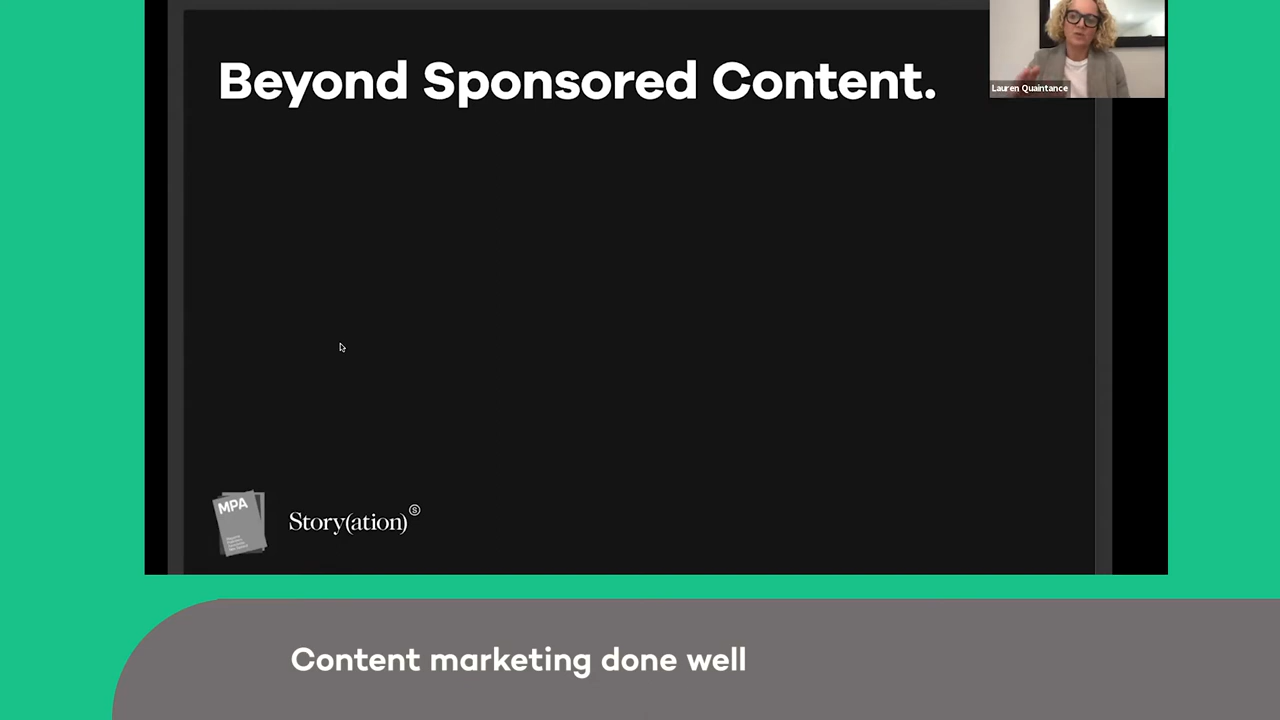 Beyond Sponsored Content.
Lauren Quaintance
MPA
Story(ation)
S
Content marketing done well